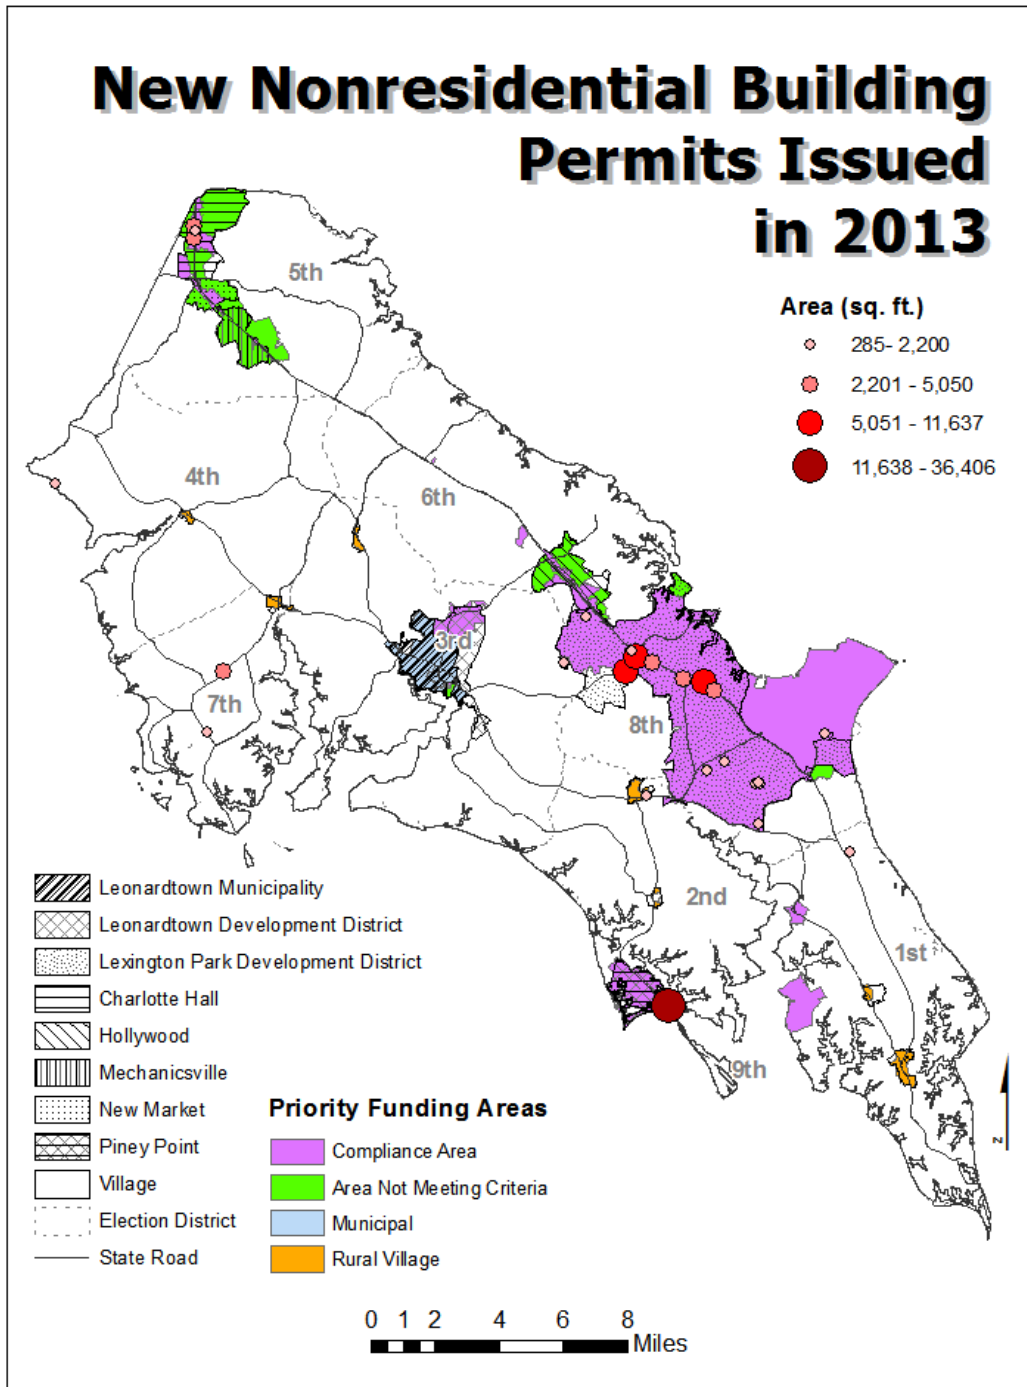 New Nonresidential Building
Permits Issued
in 2013
Area (sq. ft.)
285- 2,200
2,201 - 5,050
5,051 - 11,637
11,638 - 36,406
5th
4th
6th
3rd
7th
8th
2nd
1st
9th
Leonardtown Municipality
Leonardtown Development District
Lexington Park Development District
Charlotte Hall
Hollywood
Mechanicsville
New Market
Piney Point
Village
Election District
State Road
Priority Funding Areas
Compliance Area
Area Not Meeting Criteria
Municipal
Rural Village
z
0 1 2 4 6 8
Miles